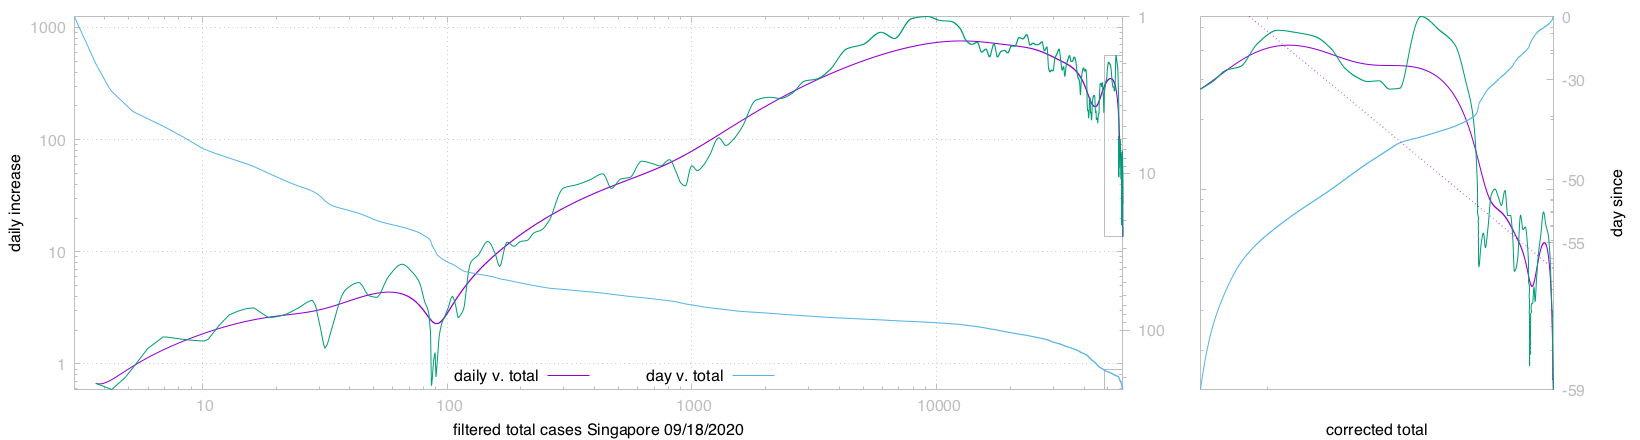 1000
100
10
1
daily increase
10
100
1000
10000
filtered total cases Singapore 09/18/2020
daily v. total
day v. total
1
10
100
0
-30
-50
-55
-59
day since
corrected total